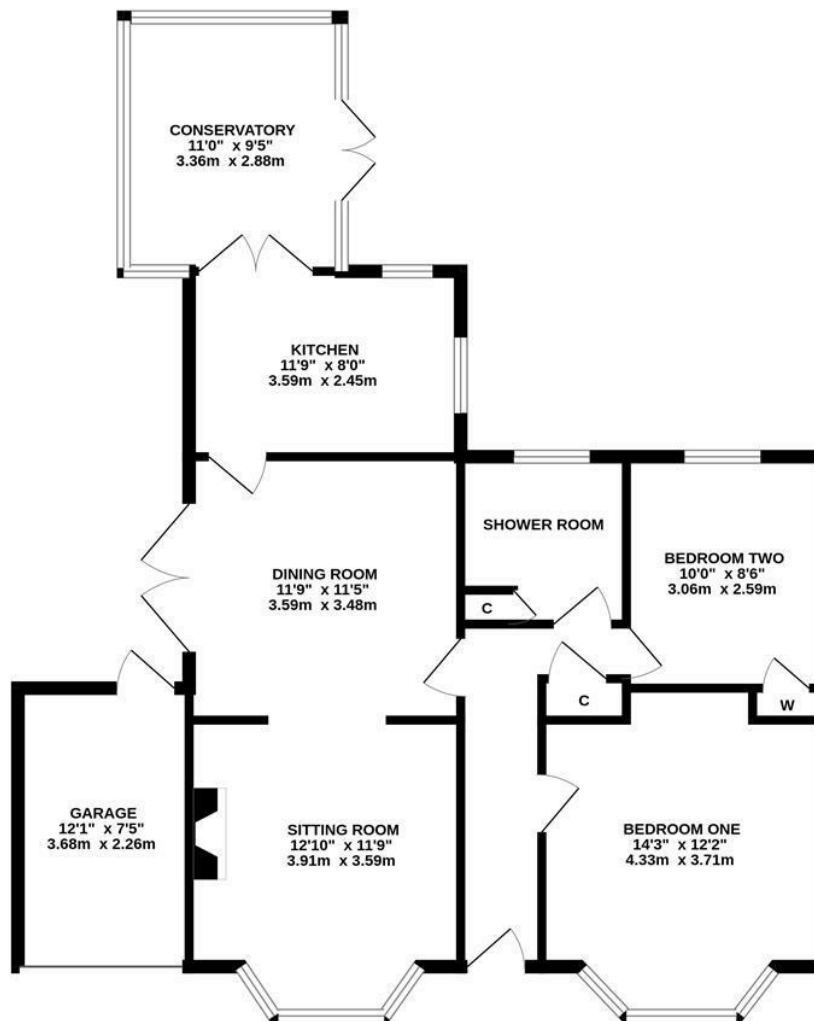 CONSERVATORY
11'0" x 9'5"
3.36m x 2.88m
KITCHEN
11'9" x 8'0"
3.59m x 2.45m
DINING ROOM
11'9" x 11'5"
3.59m x 3.48m
SHOWER ROOM
C
BEDROOM TWO
10'0" x 8'6"
3.06m x 2.59m
C
W
GARAGE
12'1" x 7'5"
3.68m x 2.26m
SITTING ROOM
12'10" x 11'9"
3.91m x 3.59m
BEDROOM ONE
14'3" x 12'2"
4.33m x 3.71m